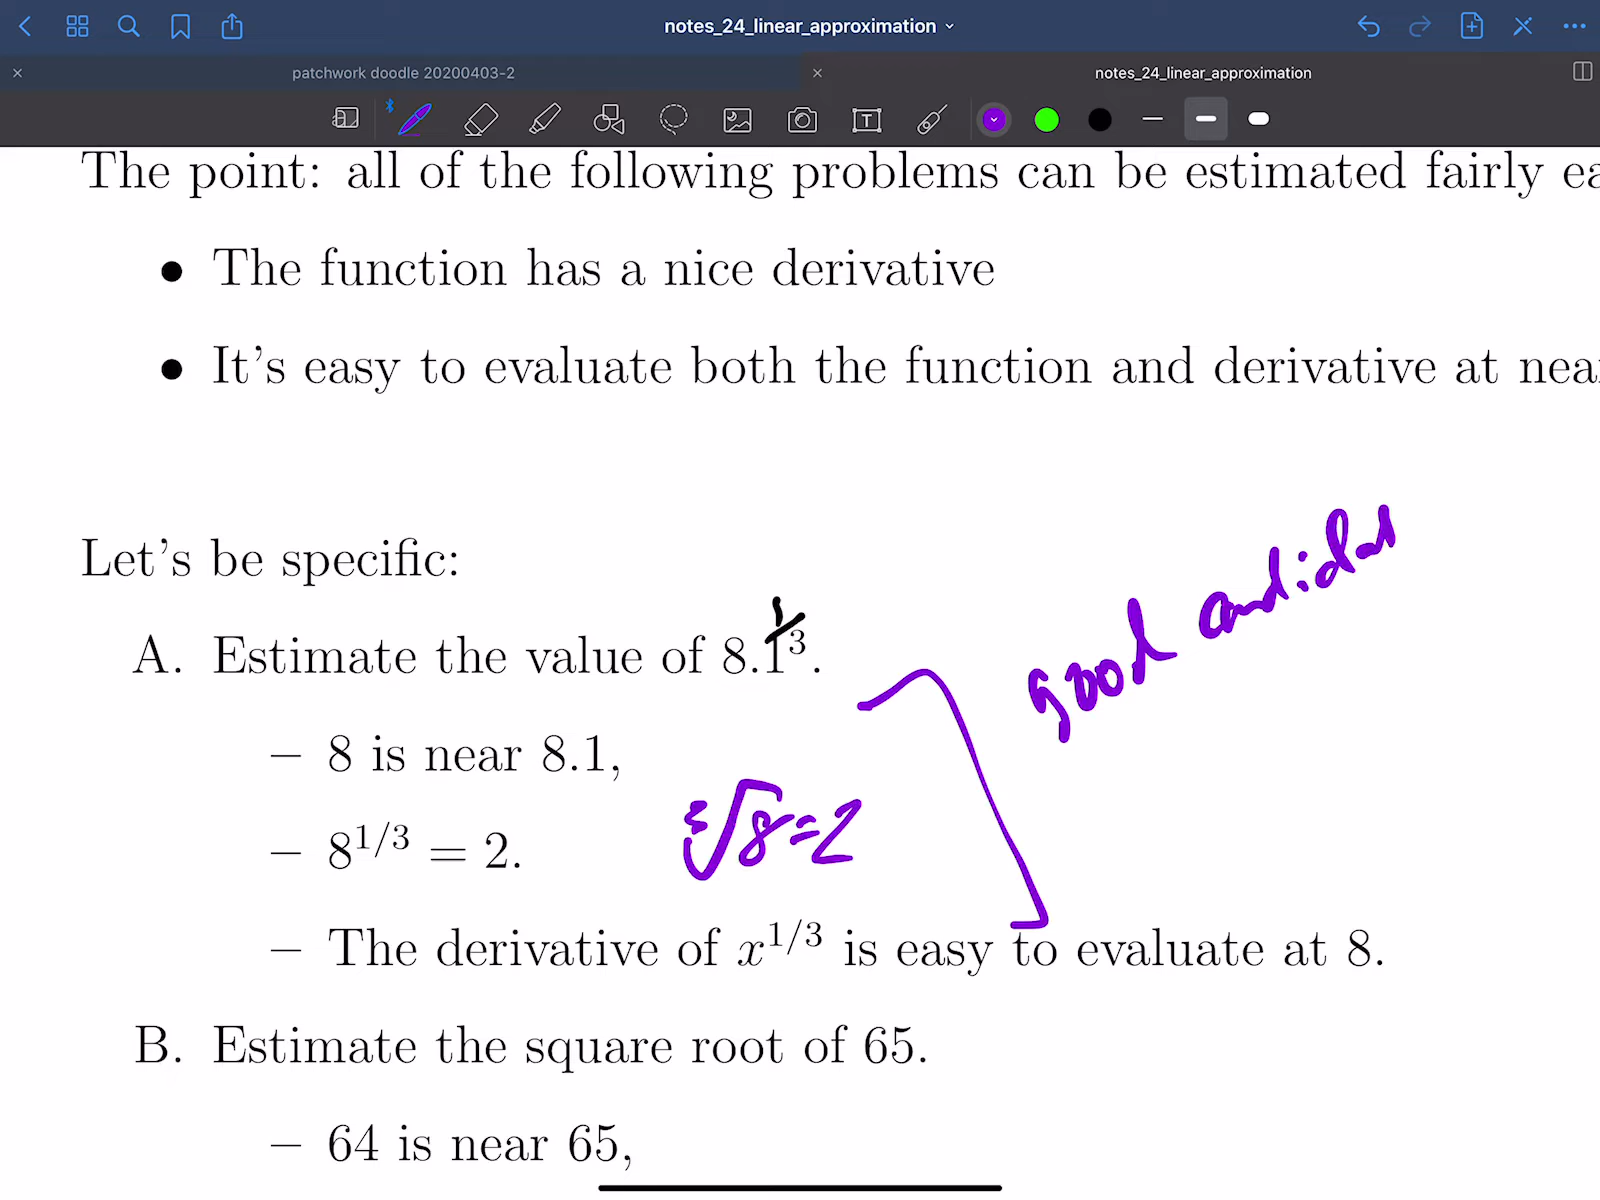 notes_24_linear_approximation
patchwork doodle 20200403-2
notes_24_linear_approximation
The point: all of the following problems can be estimated fairly ea
• The function has a nice derivative
• It's easy to evaluate both the function and derivative at nea
Let's be specific:
good candidat
A. Estimate the value of 8.1^1/3.
– 8 is near 8.1,
∛8=2
– 8^1/3 = 2.
– The derivative of x^1/3 is easy to evaluate at 8.
B. Estimate the square root of 65.
– 64 is near 65,